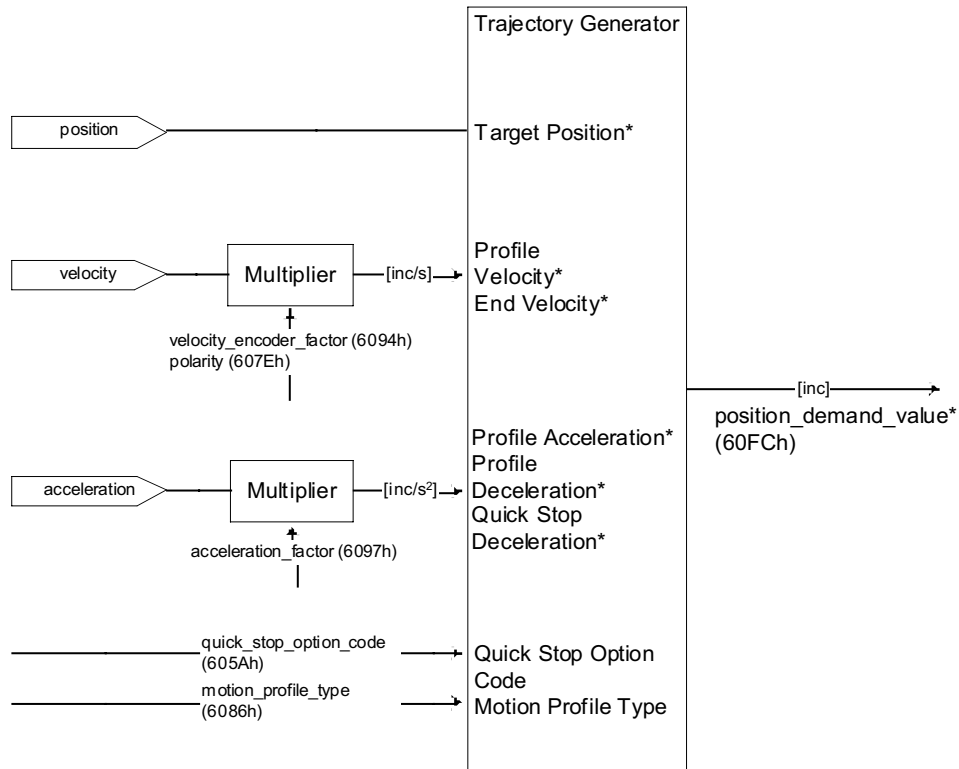 Trajectory Generator
position
Target Position*
velocity
Multiplier
[inc/s]
Profile
Velocity*
End Velocity*
velocity_encoder_factor (6094h)
polarity (607Eh)
[inc]
position_demand_value*
(60FCh)
acceleration
Multiplier
[inc/s²]
Profile Acceleration*
Profile
Deceleration*
Quick Stop
Deceleration*
acceleration_factor (6097h)
quick_stop_option_code
(605Ah)
motion_profile_type
(6086h)
Quick Stop Option
Code
Motion Profile Type